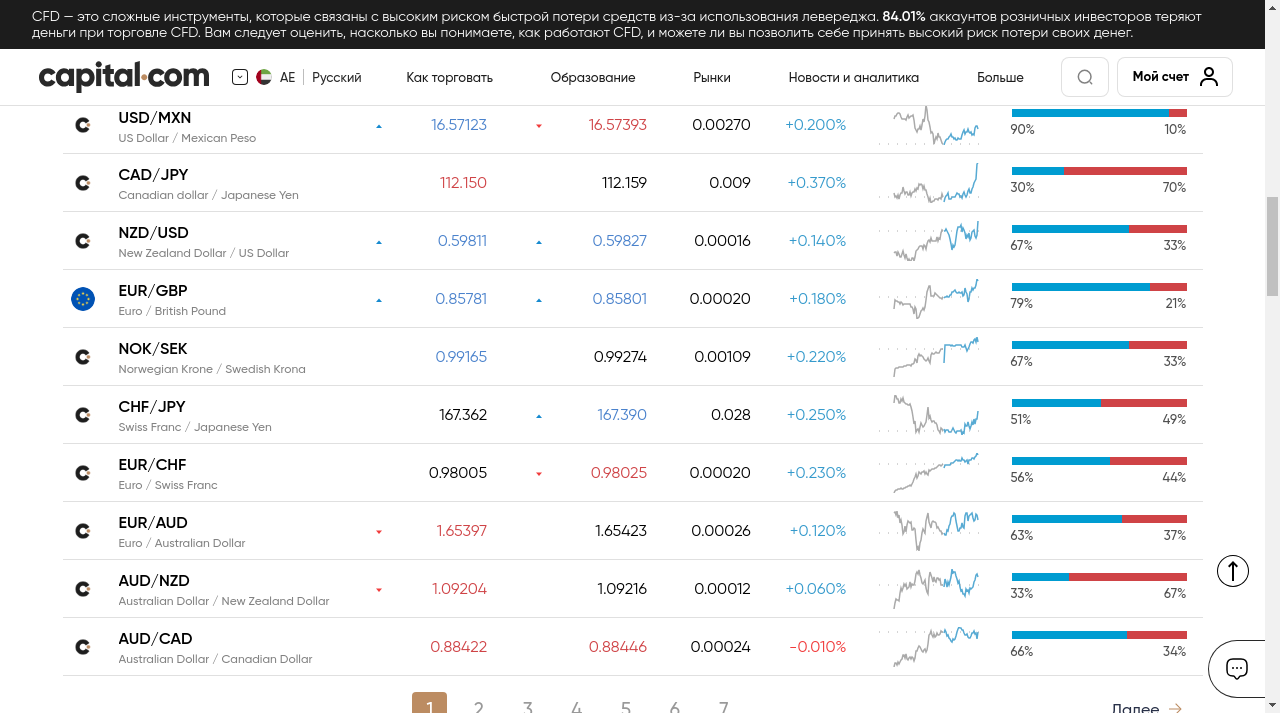 CFD — это сложные инструменты, которые связаны с высоким риском быстрой потери средств из-за использования левереджа. 84.01% аккаунтов розничных инвесторов теряют
деньги при торговле CFD. Вам следует оценить, насколько вы понимаете, как работают CFD, и можете ли вы позволить себе принять высокий риск потери своих денег.
capital.com AE Русский Как торговать Образование Рынки Новости и аналитика Больше Мой счет
USD/MXN 16.57123 16.57393 0.00270 +0.200%
US Dollar / Mexican Peso 90% 10%
CAD/JPY 112.150 112.159 0.009 +0.370%
Canadian dollar / Japanese Yen 30% 70%
NZD/USD 0.59811 0.59827 0.00016 +0.140%
New Zealand Dollar / US Dollar 67% 33%
EUR/GBP 0.85781 0.85801 0.00020 +0.180%
Euro / British Pound 79% 21%
NOK/SEK 0.99165 0.99274 0.00109 +0.220%
Norwegian Krone / Swedish Krona 67% 33%
CHF/JPY 167.362 167.390 0.028 +0.250%
Swiss Franc / Japanese Yen 51% 49%
EUR/CHF 0.98005 0.98025 0.00020 +0.230%
Euro / Swiss Franc 56% 44%
EUR/AUD 1.65397 1.65423 0.00026 +0.120%
Euro / Australian Dollar 63% 37%
AUD/NZD 1.09204 1.09216 0.00012 +0.060%
Australian Dollar / New Zealand Dollar 33% 67%
AUD/CAD 0.88422 0.88446 0.00024 -0.010%
Australian Dollar / Canadian Dollar 66% 34%
1 2 3 4 5 6 7 Далее